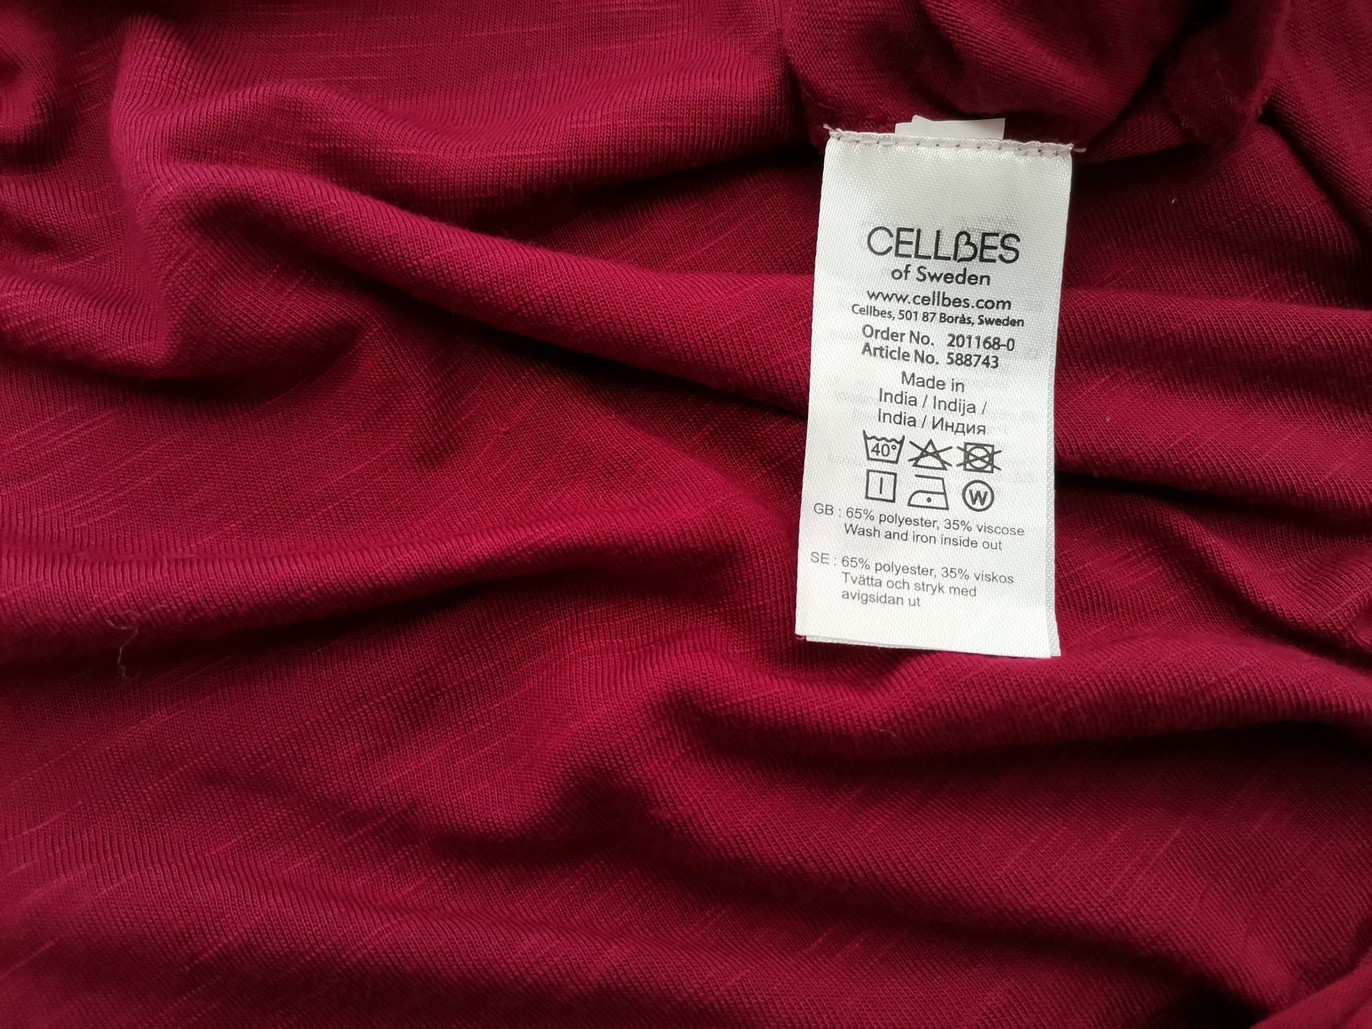 CELLBES
of Sweden
www.cellbes.com
Cellbes, 501 87 Borås, Sweden
Order No. 201168-0
Article No. 588743
Made in
India / Indija /
India / Индия
40°
W
GB : 65% polyester, 35% viscose
Wash and iron inside out
SE : 65% polyester, 35% viskos
Tvätta och stryk med
avigsidan ut